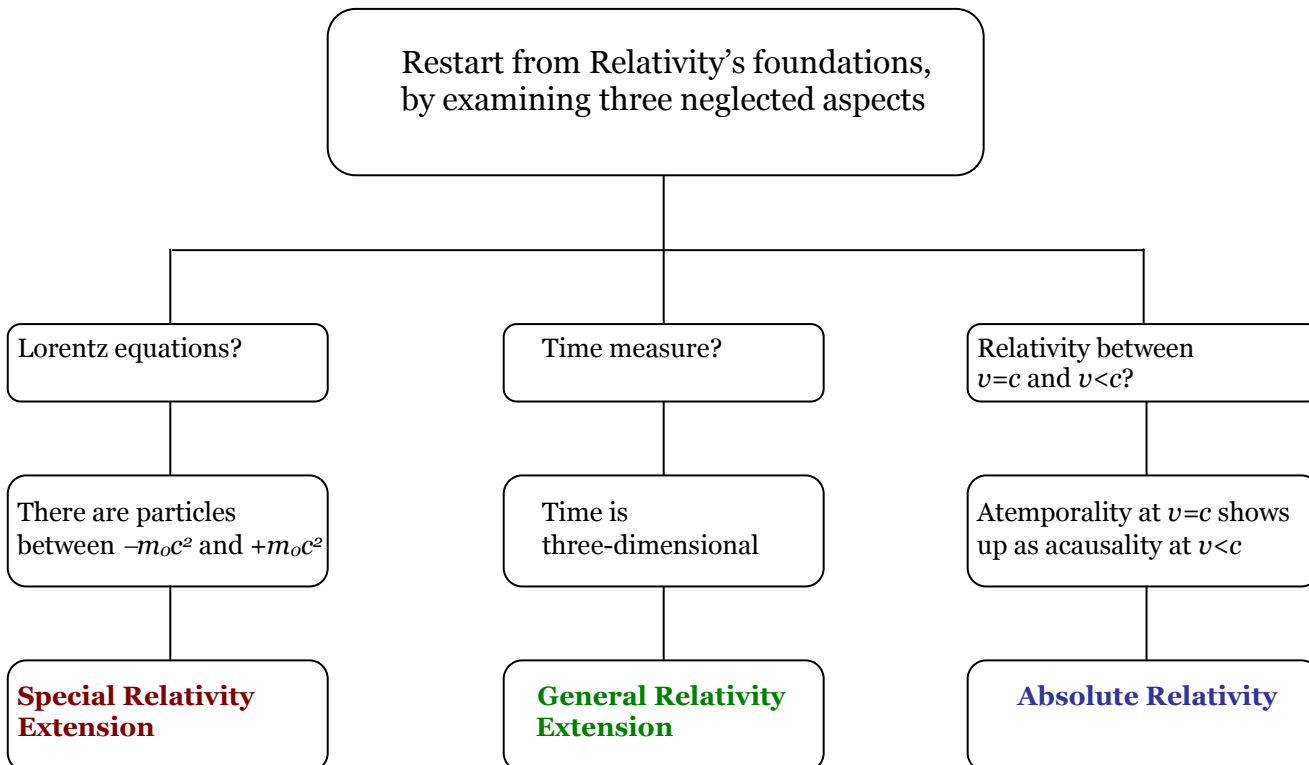 Restart from Relativity’s foundations,
by examining three neglected aspects
Lorentz equations?
Time measure?
Relativity between
v=c and v<c?
There are particles
between –m₀c² and +m₀c²
Time is
three-dimensional
Atemporality at v=c shows
up as acausality at v<c
Special Relativity
Extension
General Relativity
Extension
Absolute Relativity